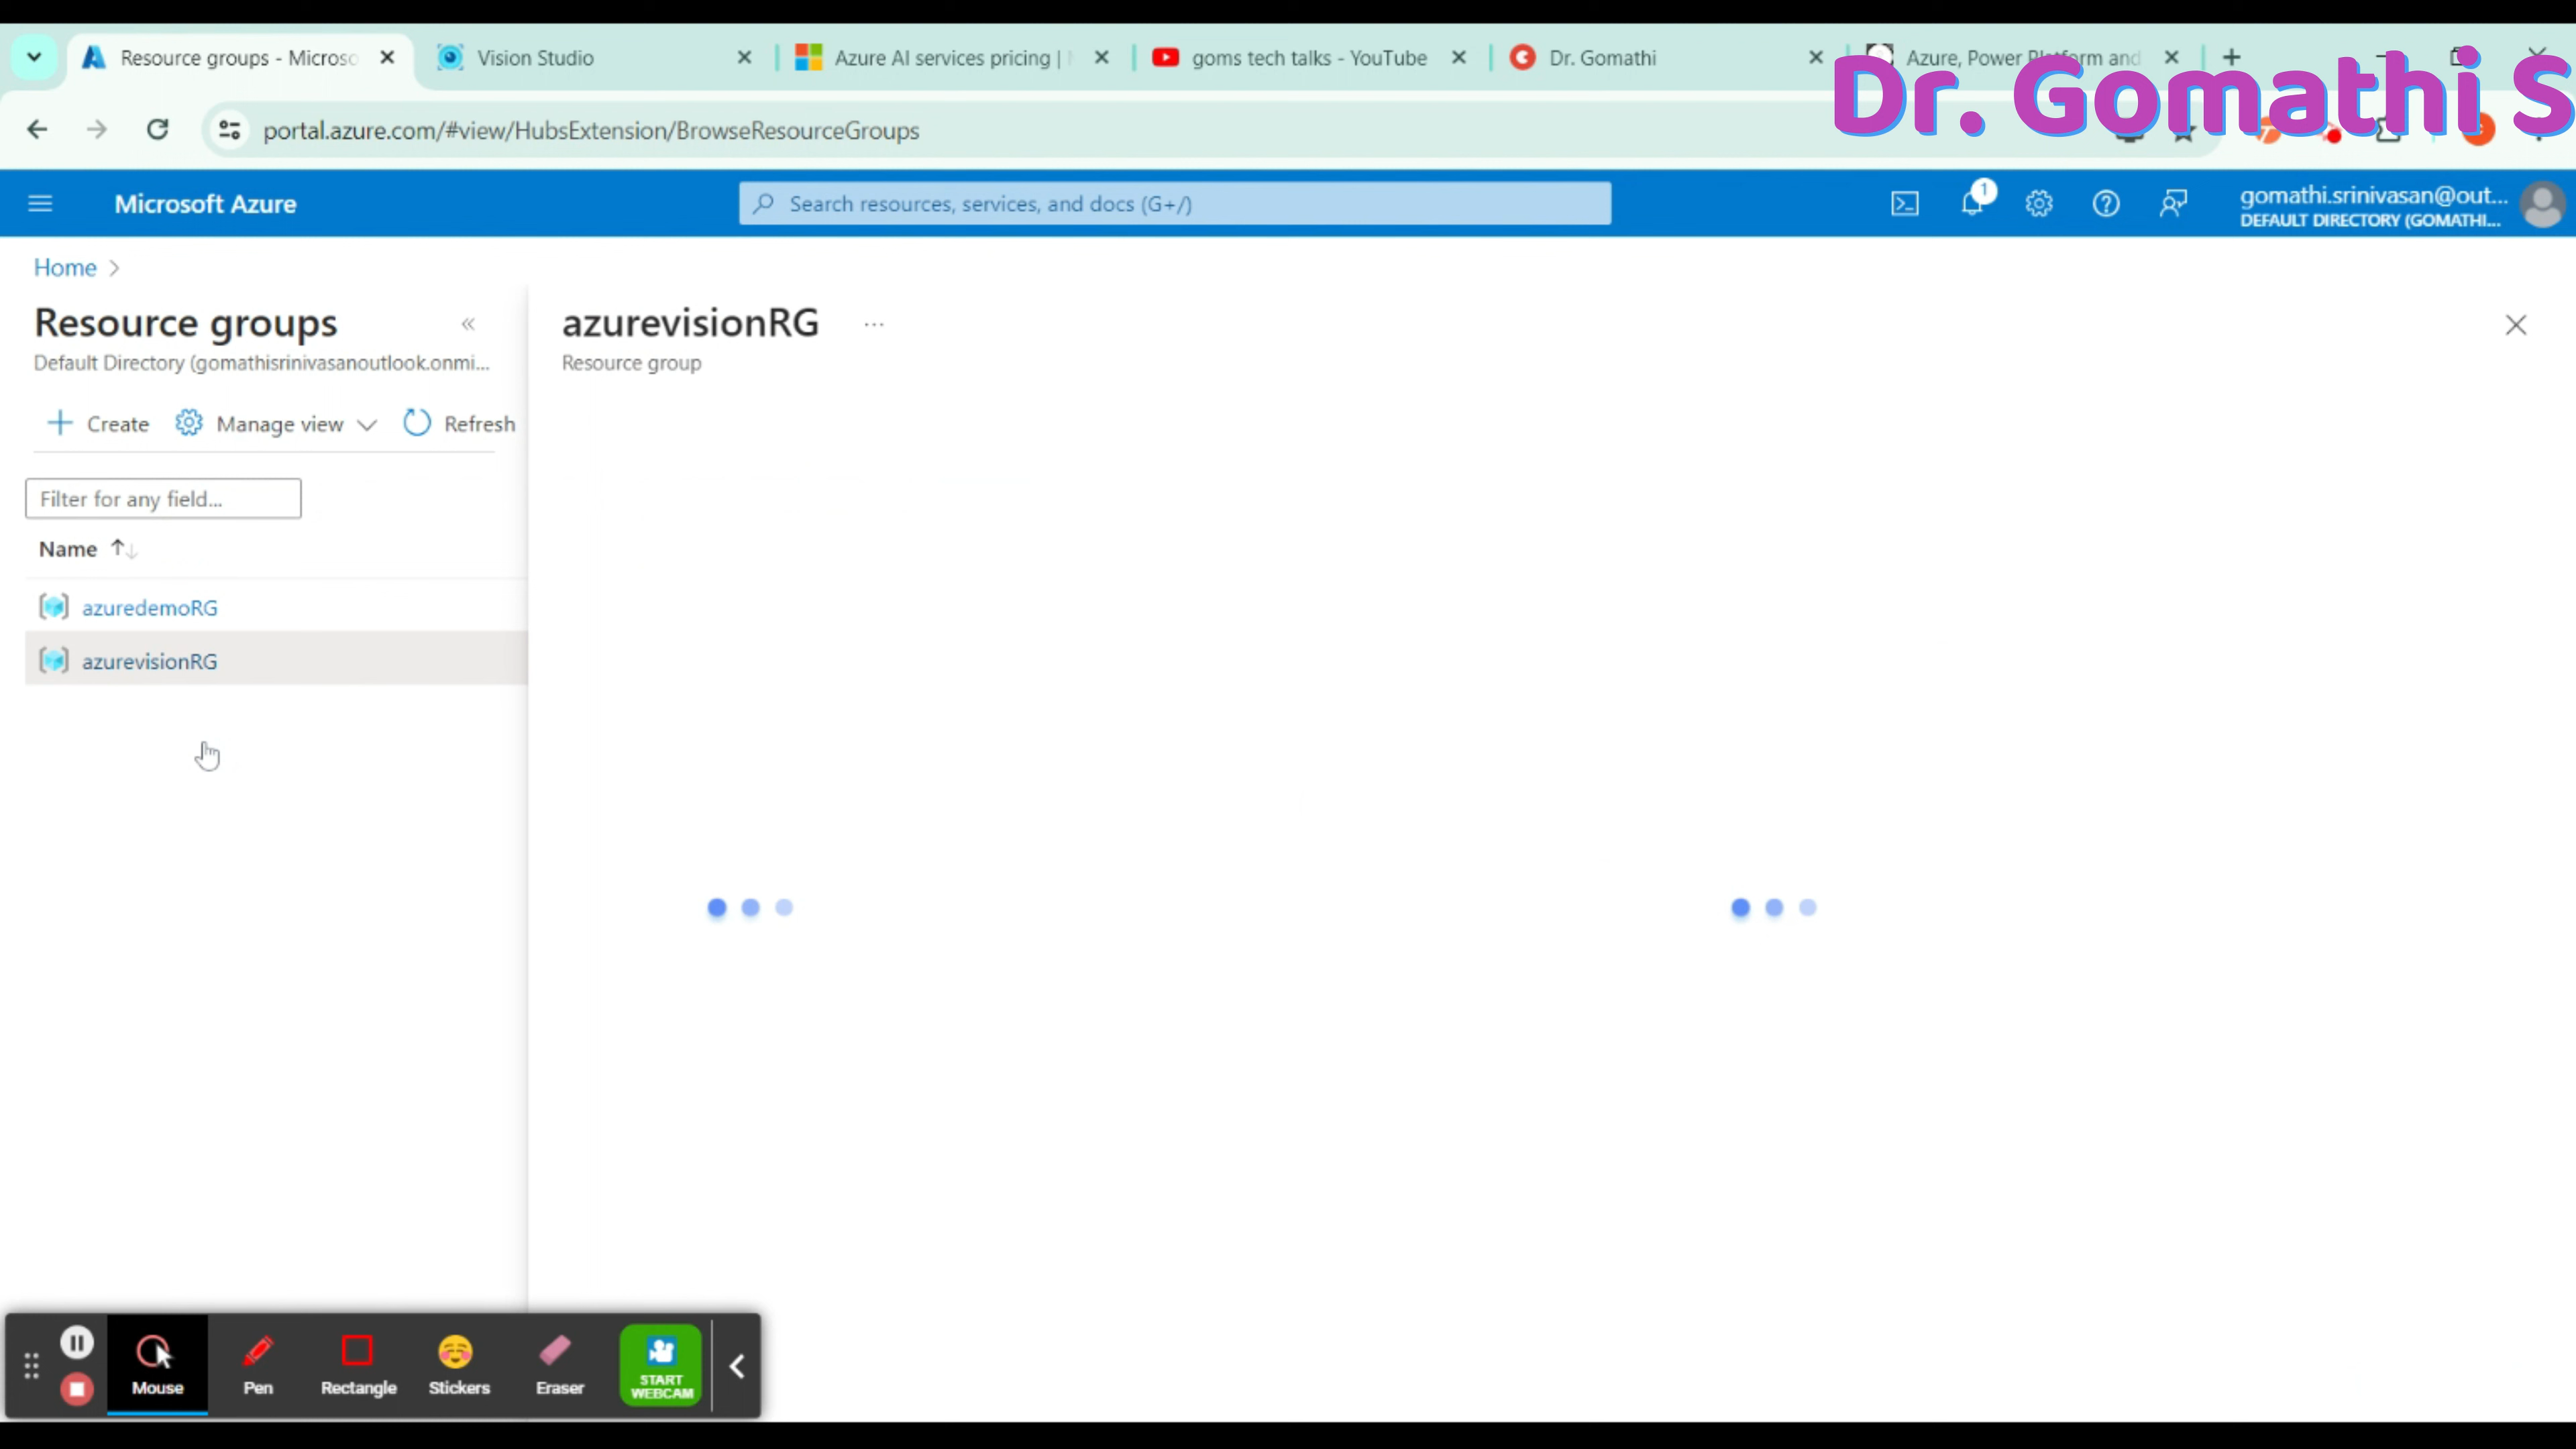 Resource groups - Microso
Vision Studio
Azure AI services pricing |
goms tech talks - YouTube
Dr. Gomathi
Azure, Power Platform and
Dr. Gomathi S
portal.azure.com/#view/HubsExtension/BrowseResourceGroups
Microsoft Azure
Search resources, services, and docs (G+/)
1
gomathi.srinivasan@out...
DEFAULT DIRECTORY (GOMATHI...
Home
Resource groups
Default Directory (gomathisrinivasanoutlook.onmi...
azurevisionRG
Resource group
Create
Manage view
Refresh
Filter for any field...
Name
azuredemoRG
azurevisionRG
Mouse
Pen
Rectangle
Stickers
Eraser
START
WEBCAM